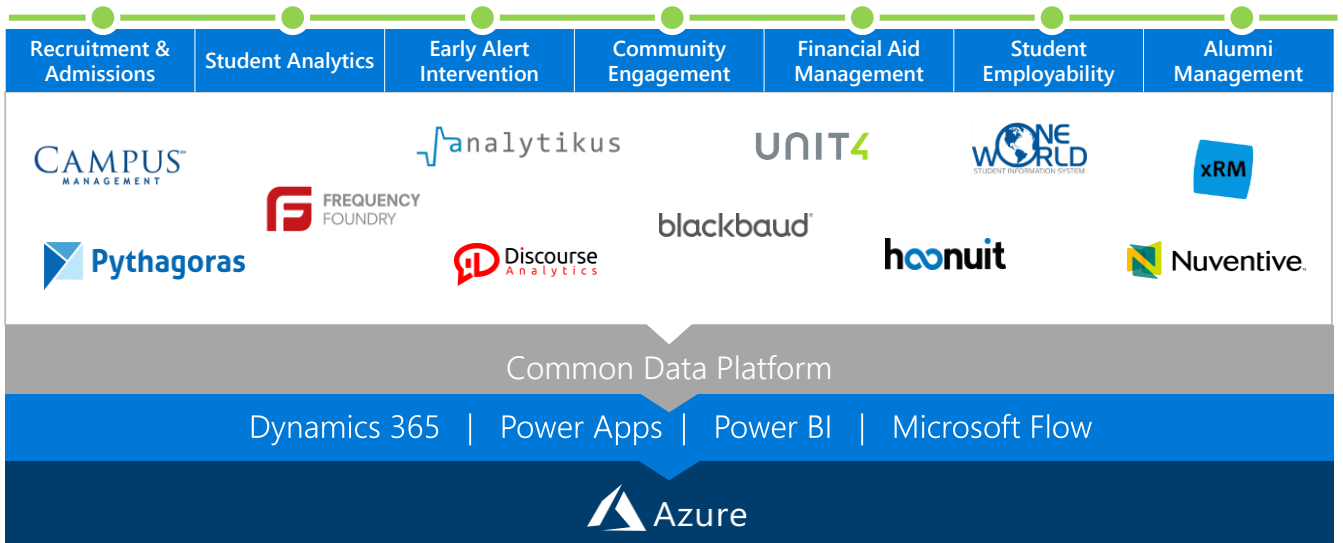 Recruitment &
Admissions
Student Analytics
Early Alert
Intervention
Community
Engagement
Financial Aid
Management
Student
Employability
Alumni
Management
CAMPUS℠
MANAGEMENT
analytikus
UNIT4
ONE
WORLD
STUDENT INFORMATION SYSTEM
xRM
FREQUENCY
FOUNDRY
blackbaud®
Pythagoras
Discourse
Analytics
hoonuit
Nuventive™
Common Data Platform
Dynamics 365 | Power Apps | Power BI | Microsoft Flow
Azure